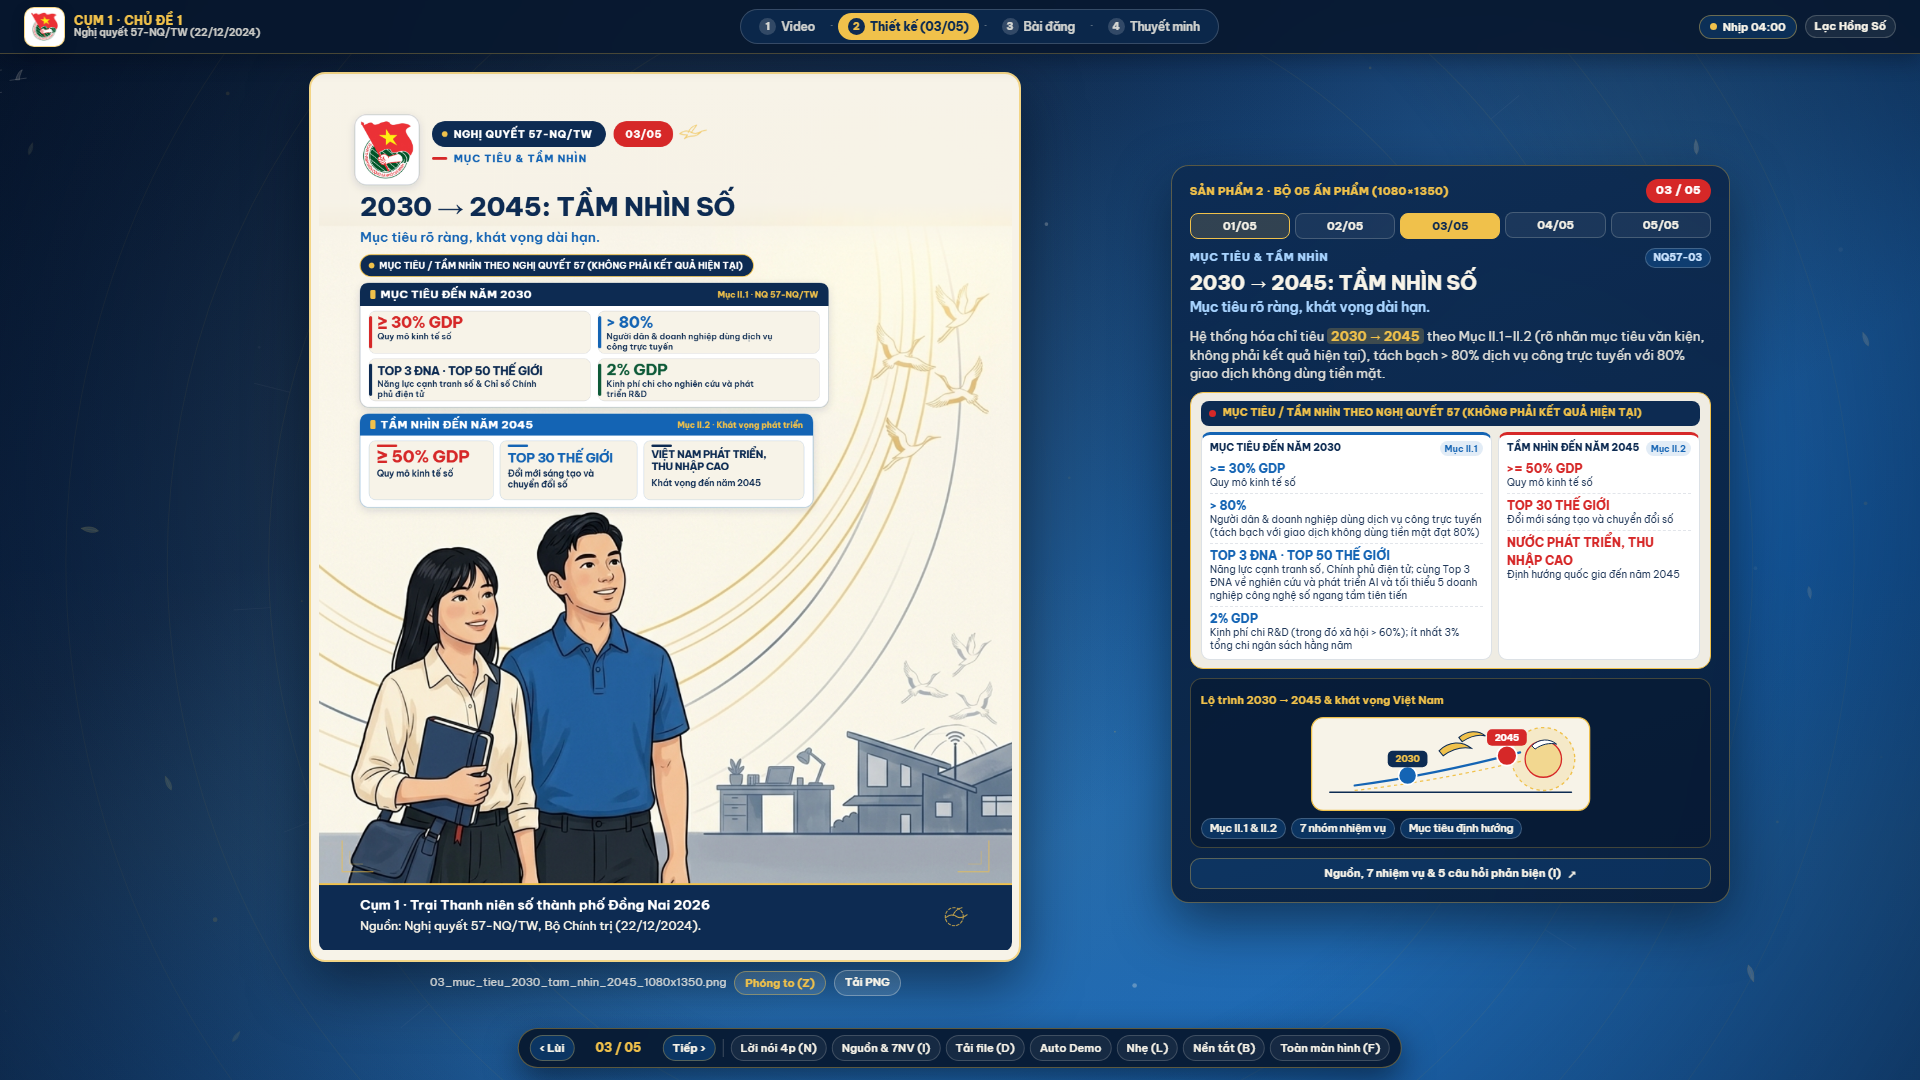 CỤM 1 · CHỦ ĐỀ 1
Nghị quyết 57-NQ/TW (22/12/2024)
1 Video · 2 Thiết kế (03/05) · 3 Bài đăng · 4 Thuyết minh
Nhịp 04:00
Lạc Hồng Số
NGHỊ QUYẾT 57-NQ/TW
03/05
MỤC TIÊU & TẦM NHÌN
2030 → 2045: TẦM NHÌN SỐ
Mục tiêu rõ ràng, khát vọng dài hạn.
MỤC TIÊU / TẦM NHÌN THEO NGHỊ QUYẾT 57 (KHÔNG PHẢI KẾT QUẢ HIỆN TẠI)
MỤC TIÊU ĐẾN NĂM 2030
Mục II.1 · NQ 57-NQ/TW
≥ 30% GDP
Quy mô kinh tế số
> 80%
Người dân & doanh nghiệp dùng dịch vụ
công trực tuyến
TOP 3 ĐNA · TOP 50 THẾ GIỚI
Năng lực cạnh tranh số & Chỉ số Chính
phủ điện tử
2% GDP
Kinh phí chi cho nghiên cứu và phát
triển R&D
TẦM NHÌN ĐẾN NĂM 2045
Mục II.2 · Khát vọng phát triển
≥ 50% GDP
Quy mô kinh tế số
TOP 30 THẾ GIỚI
Đổi mới sáng tạo và
chuyển đổi số
VIỆT NAM PHÁT TRIỂN,
THU NHẬP CAO
Khát vọng đến năm 2045
Cụm 1 · Trại Thanh niên số thành phố Đồng Nai 2026
Nguồn: Nghị quyết 57-NQ/TW, Bộ Chính trị (22/12/2024).
03_muc_tieu_2030_tam_nhin_2045_1080x1350.png
Phóng to (Z)
Tải PNG
SẢN PHẨM 2 · BỘ 05 ẤN PHẨM (1080×1350)
03 / 05
01/05
02/05
03/05
04/05
05/05
MỤC TIÊU & TẦM NHÌN
NQ57-03
2030 → 2045: TẦM NHÌN SỐ
Mục tiêu rõ ràng, khát vọng dài hạn.
Hệ thống hóa chỉ tiêu 2030 → 2045 theo Mục II.1–II.2 (rõ nhãn mục tiêu văn kiện,
không phải kết quả hiện tại), tách bạch > 80% dịch vụ công trực tuyến với 80%
giao dịch không dùng tiền mặt.
MỤC TIÊU / TẦM NHÌN THEO NGHỊ QUYẾT 57 (KHÔNG PHẢI KẾT QUẢ HIỆN TẠI)
MỤC TIÊU ĐẾN NĂM 2030
Mục II.1
>= 30% GDP
Quy mô kinh tế số
> 80%
Người dân & doanh nghiệp dùng dịch vụ công trực tuyến
(tách bạch với giao dịch không dùng tiền mặt đạt 80%)
TOP 3 ĐNA · TOP 50 THẾ GIỚI
Năng lực cạnh tranh số, Chính phủ điện tử; cùng Top 3
ĐNA về nghiên cứu và phát triển AI và tối thiểu 5 doanh
nghiệp công nghệ số ngang tầm tiên tiến
2% GDP
Kinh phí chi R&D (trong đó xã hội > 60%); ít nhất 3%
tổng chi ngân sách hằng năm
TẦM NHÌN ĐẾN NĂM 2045
Mục II.2
>= 50% GDP
Quy mô kinh tế số
TOP 30 THẾ GIỚI
Đổi mới sáng tạo và chuyển đổi số
NƯỚC PHÁT TRIỂN, THU
NHẬP CAO
Định hướng quốc gia đến năm 2045
Lộ trình 2030 → 2045 & khát vọng Việt Nam
2030
2045
Mục II.1 & II.2
7 nhóm nhiệm vụ
Mục tiêu định hướng
Nguồn, 7 nhiệm vụ & 5 câu hỏi phản biện (I) ↗
‹ Lùi
03 / 05
Tiếp ›
Lời nói 4p (N)
Nguồn & 7NV (I)
Tải file (D)
Auto Demo
Nhẹ (L)
Nền tắt (B)
Toàn màn hình (F)